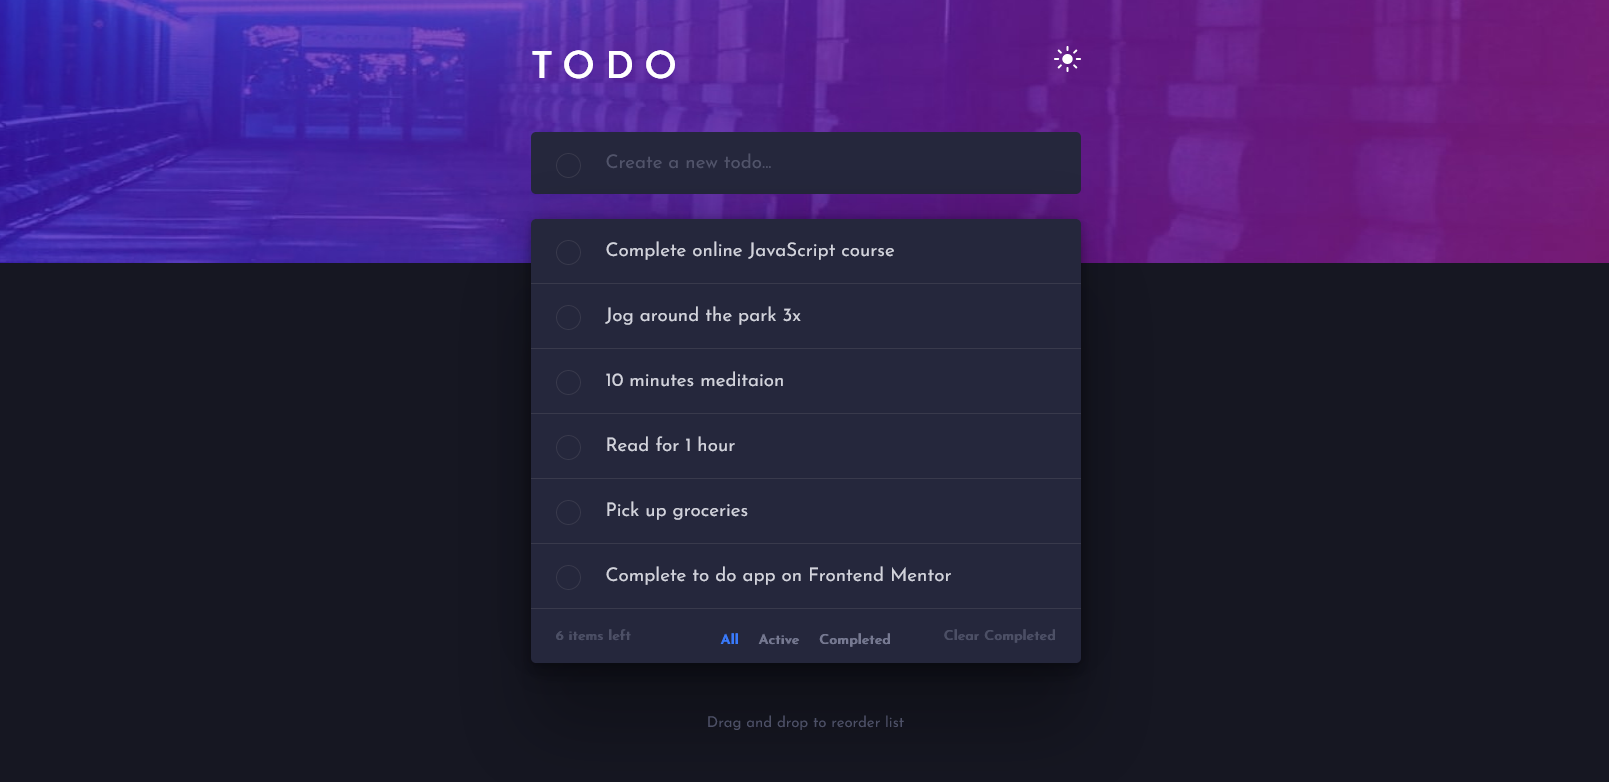 TODO
Create a new todo...
Complete online JavaScript course
Jog around the park 3x
10 minutes meditaion
Read for 1 hour
Pick up groceries
Complete to do app on Frontend Mentor
6 items left All Active Completed Clear Completed
Drag and drop to reorder list